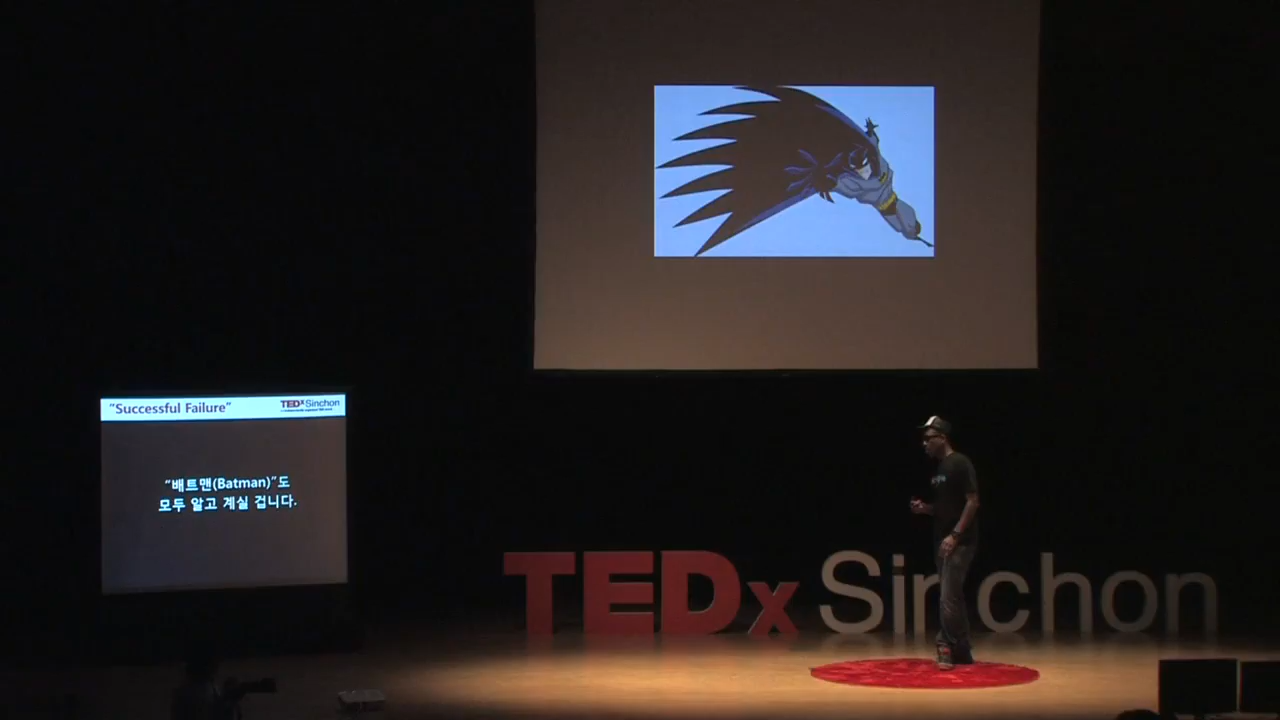 "Successful Failure"
TEDxSinchon
"배트맨(Batman)"도
모두 알고 계실 겁니다.
TEDxSinchon